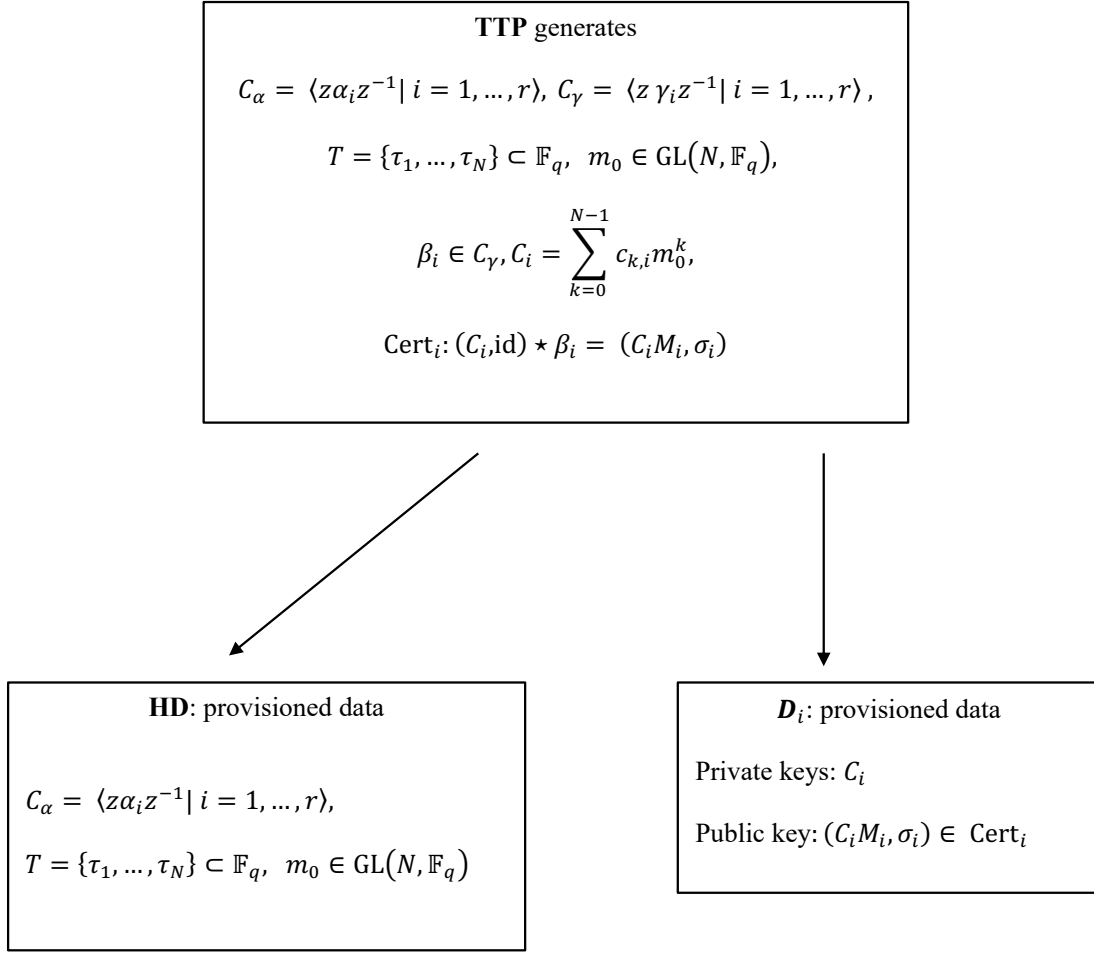 TTP generates
C_α = ⟨zα_i z^{-1}| i = 1, … , r⟩, C_γ = ⟨z γ_i z^{-1}| i = 1, … , r⟩ ,
T = {τ_1, … , τ_N} ⊂ 𝔽_q, m_0 ∈ GL(N, 𝔽_q),
β_i ∈ C_γ, C_i = ∑_{k=0}^{N−1} c_{k,i} m_0^k,
Cert_i: (C_i,id) ⋆ β_i = (C_i M_i, σ_i)
HD: provisioned data
C_α = ⟨zα_i z^{-1}| i = 1, … , r⟩,
T = {τ_1, … , τ_N} ⊂ 𝔽_q, m_0 ∈ GL(N, 𝔽_q)
D_i: provisioned data
Private keys: C_i
Public key: (C_i M_i, σ_i) ∈ Cert_i